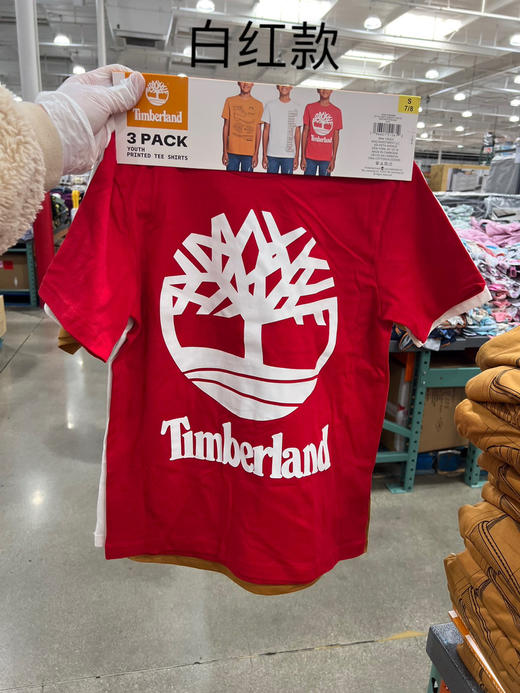 白红款
Timberland
3 PACK
YOUTH
PRINTED TEE SHIRTS
S
7/8
Timberland